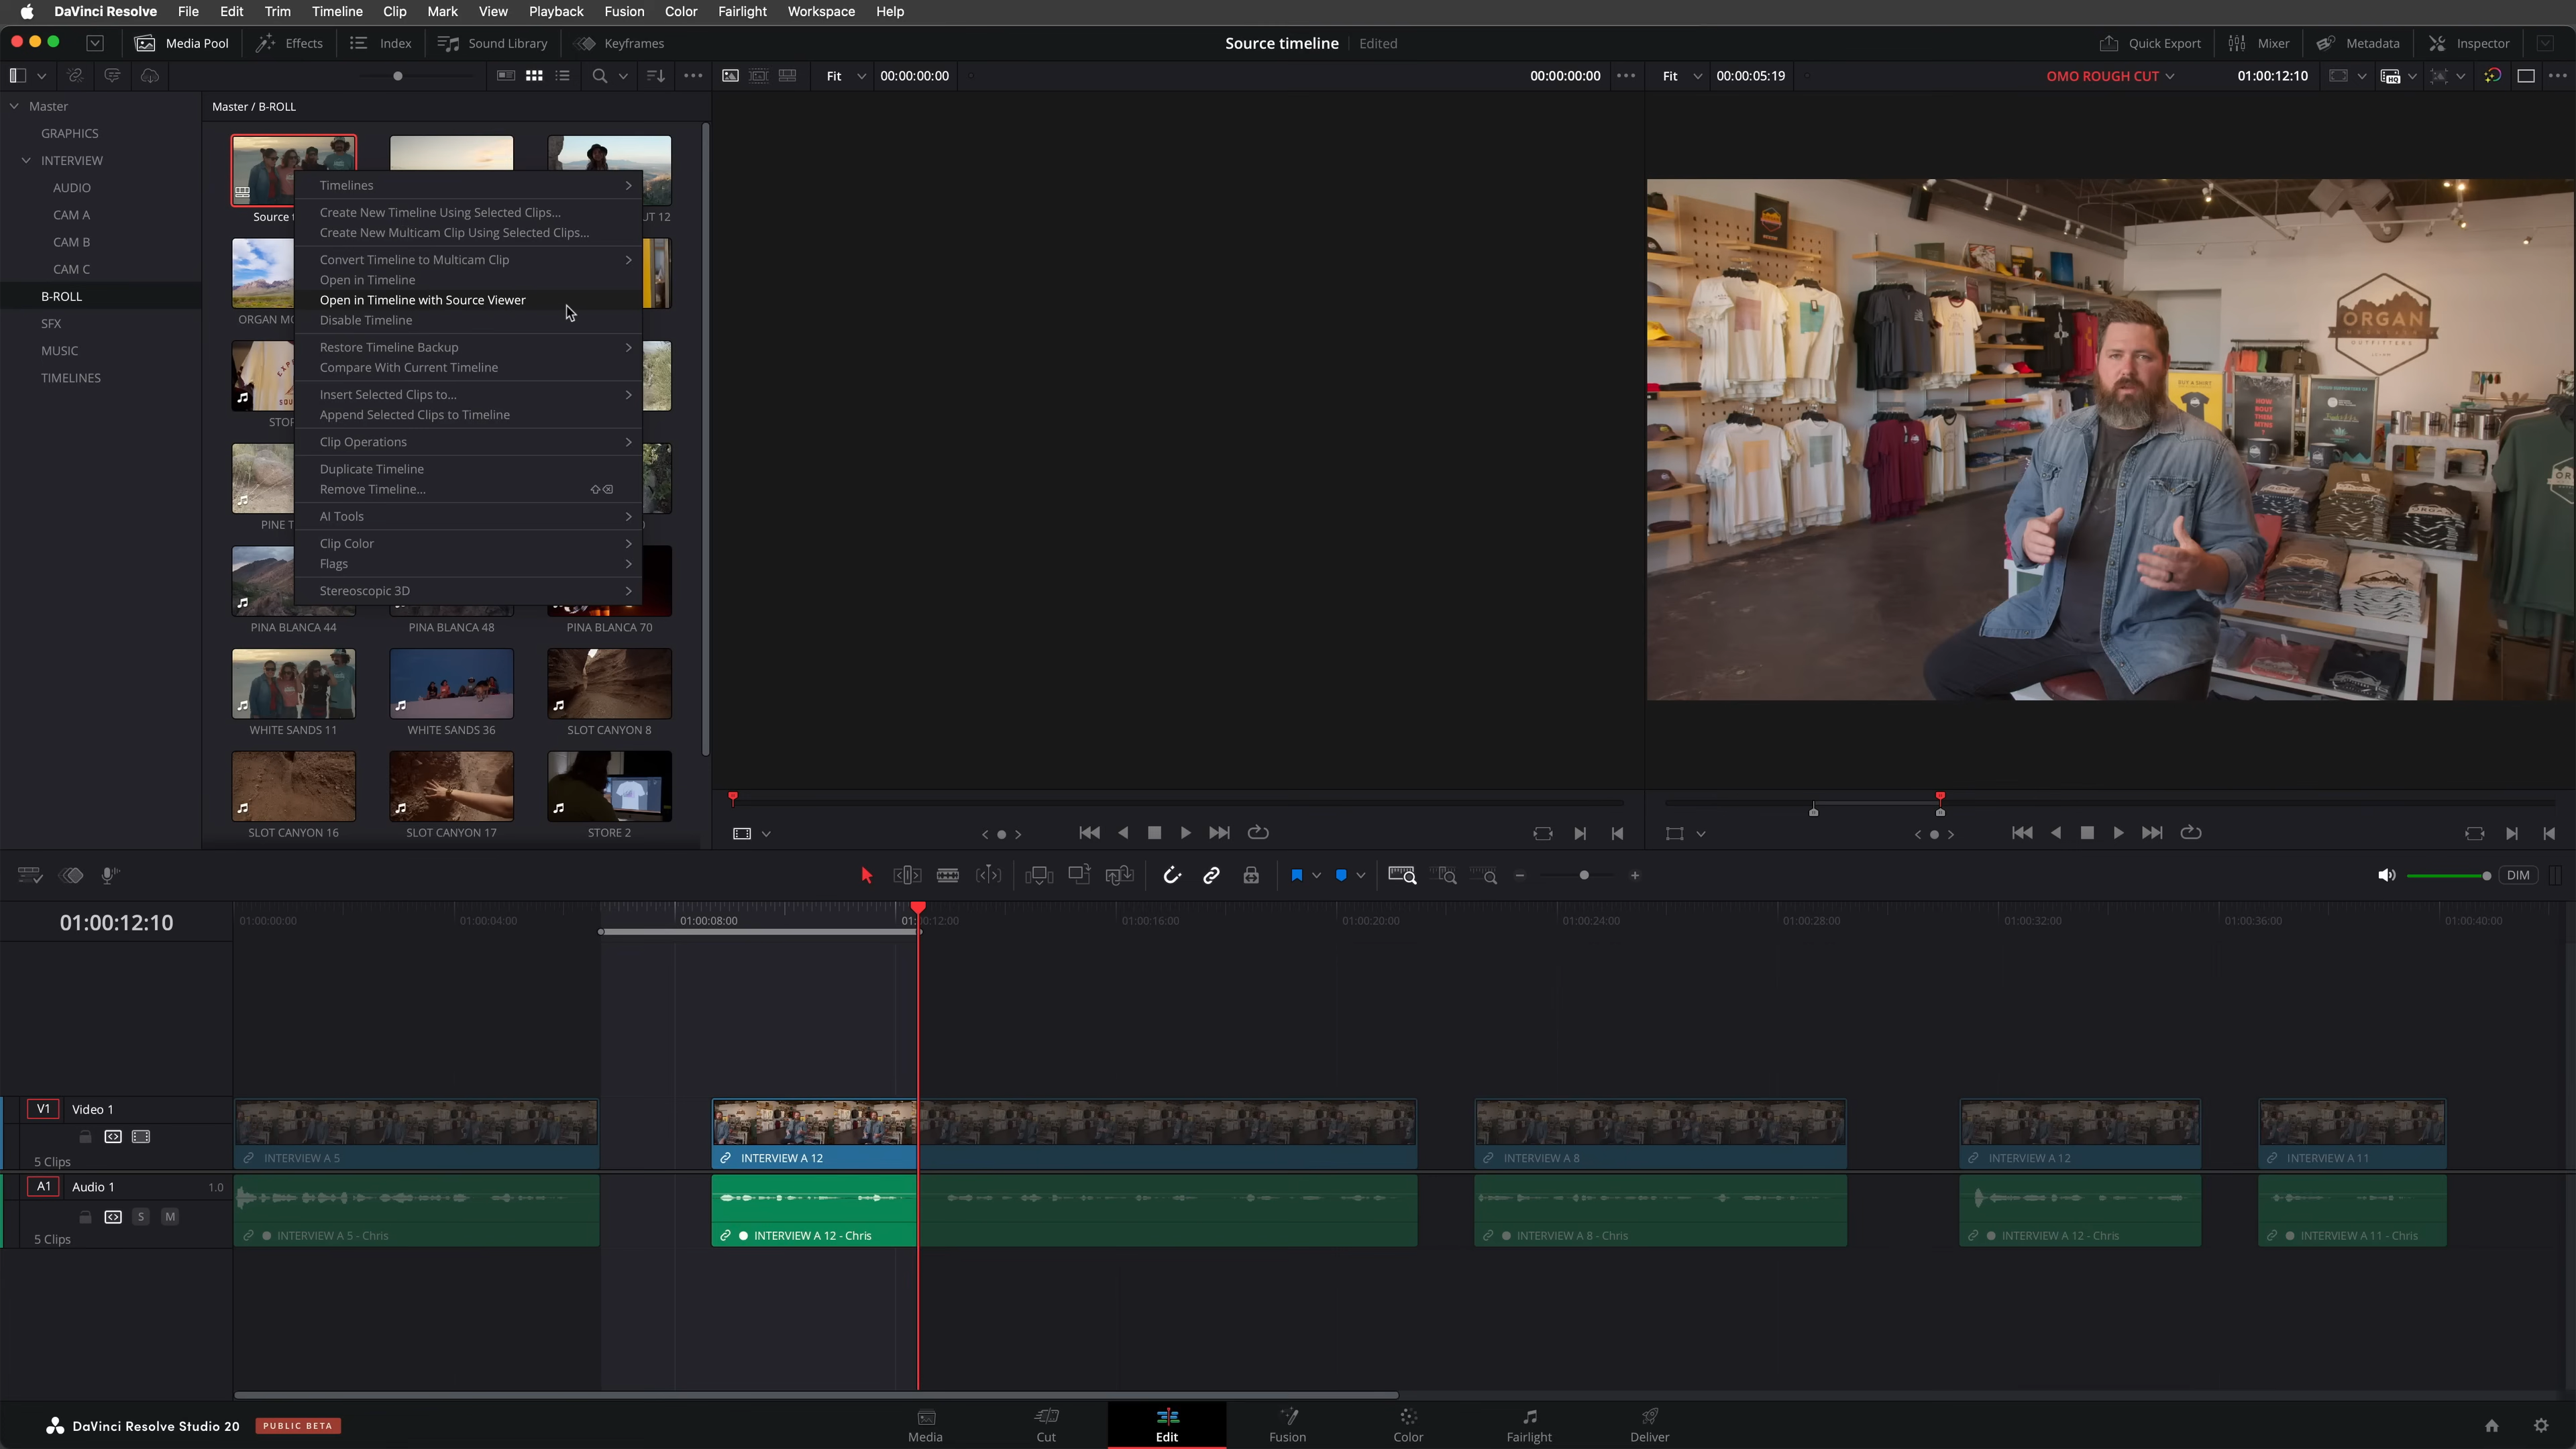 DaVinci Resolve File Edit Trim Timeline Clip Mark View Playback Fusion Color Fairlight Workspace Help
Media Pool Effects Index Sound Library Keyframes Source timeline Edited Quick Export Mixer Metadata Inspector
Fit 00:00:00:00 00:00:00:00 Fit 00:00:05:19 OMO ROUGH CUT 01:00:12:10
Master
GRAPHICS
INTERVIEW
AUDIO
CAM A
CAM B
CAM C
B-ROLL
SFX
MUSIC
TIMELINES
Master / B-ROLL
Source
UT 12
Timelines
Create New Timeline Using Selected Clips...
Create New Multicam Clip Using Selected Clips...
Convert Timeline to Multicam Clip
Open in Timeline
Open in Timeline with Source Viewer
Disable Timeline
Restore Timeline Backup
Compare With Current Timeline
Insert Selected Clips to...
Append Selected Clips to Timeline
Clip Operations
Duplicate Timeline
Remove Timeline...
AI Tools
Clip Color
Flags
Stereoscopic 3D
ORGAN MO
STOR
PINE T
PINA BLANCA 44 PINA BLANCA 48 PINA BLANCA 70
WHITE SANDS 11 WHITE SANDS 36 SLOT CANYON 8
SLOT CANYON 16 SLOT CANYON 17 STORE 2
ORGAN
OUTFITTERS
BUY A SHIRT
HOW
BOUT
THEM
DIM
01:00:12:10
01:00:00:00 01:00:04:00 01:00:08:00 01:00:12:00 01:00:16:00 01:00:20:00 01:00:24:00 01:00:28:00 01:00:32:00 01:00:36:00 01:00:40:00
V1 Video 1
5 Clips
INTERVIEW A 5 INTERVIEW A 12 INTERVIEW A 8 INTERVIEW A 12 INTERVIEW A 11
A1 Audio 1 1.0
S M
5 Clips
INTERVIEW A 5 - Chris INTERVIEW A 12 - Chris INTERVIEW A 8 - Chris INTERVIEW A 12 - Chris INTERVIEW A 11 - Chris
DaVinci Resolve Studio 20 PUBLIC BETA
Media Cut Edit Fusion Color Fairlight Deliver